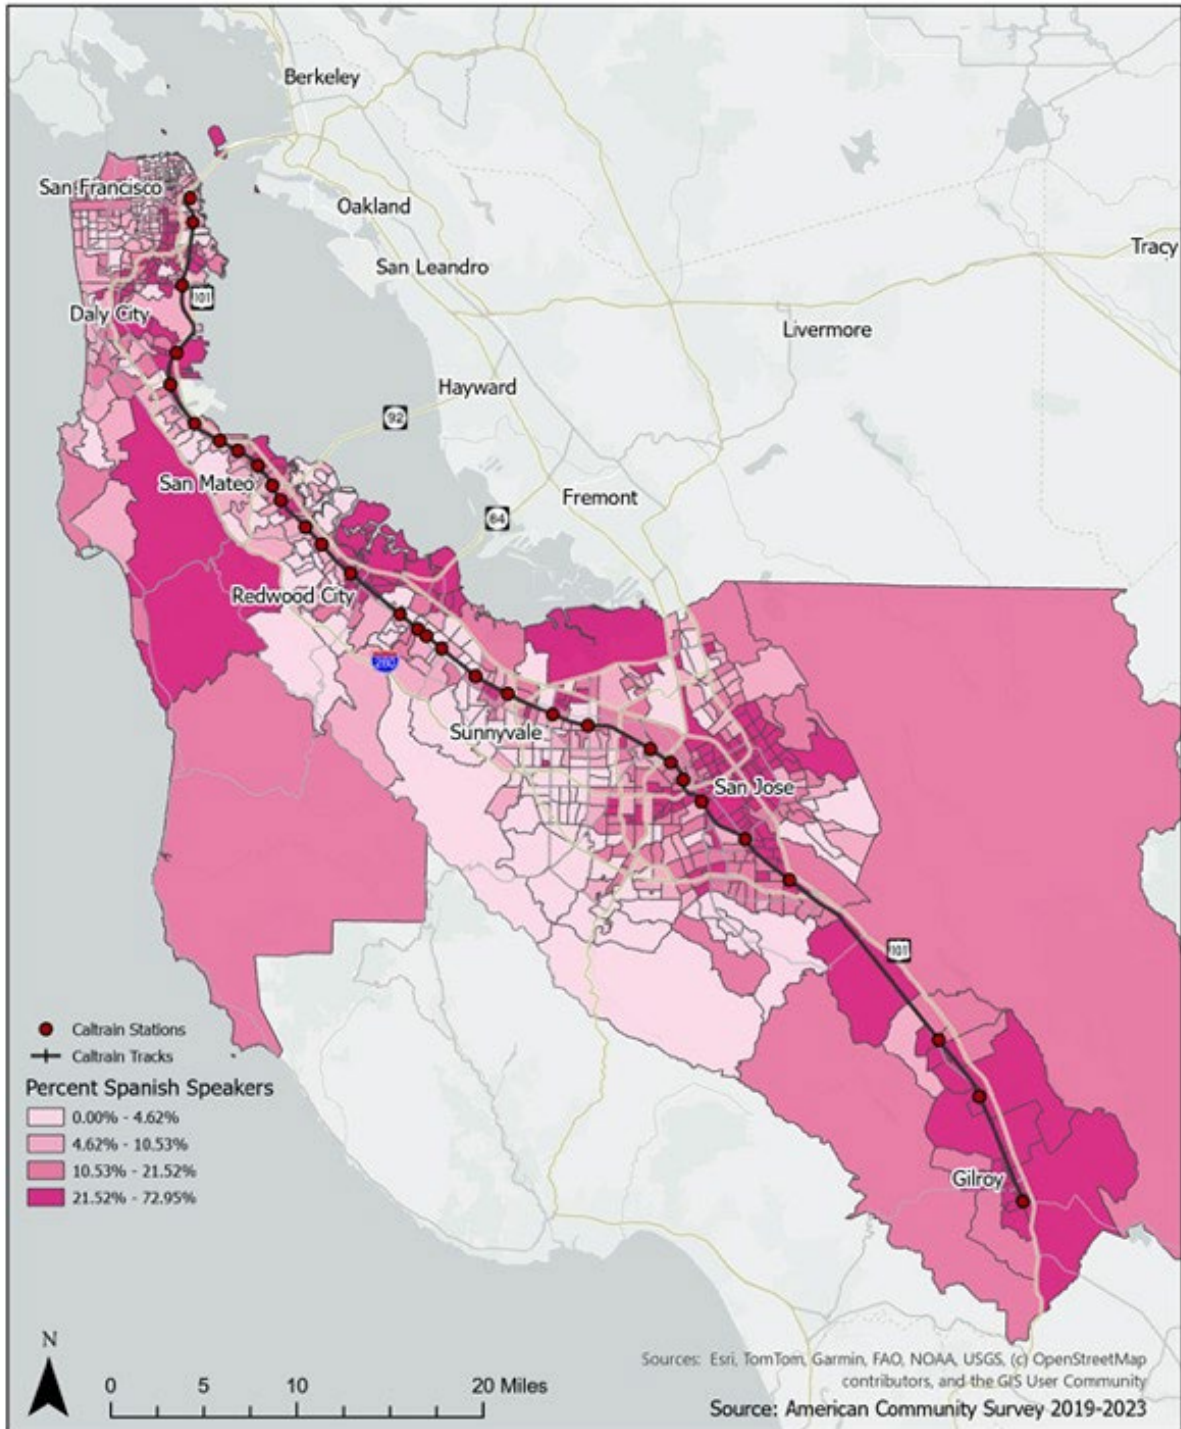 Berkeley
San Francisco
Oakland
San Leandro
Tracy
101
Daly City
Livermore
Hayward
92
San Mateo
Fremont
84
Redwood City
280
Sunnyvale
San Jose
101
Caltrain Stations
Caltrain Tracks
Percent Spanish Speakers
0.00% - 4.62%
4.62% - 10.53%
10.53% - 21.52%
21.52% - 72.95%
Gilroy
N
0 5 10 20 Miles
Sources: Esri, TomTom, Garmin, FAO, NOAA, USGS, (c) OpenStreetMap
contributors, and the GIS User Community
Source: American Community Survey 2019-2023